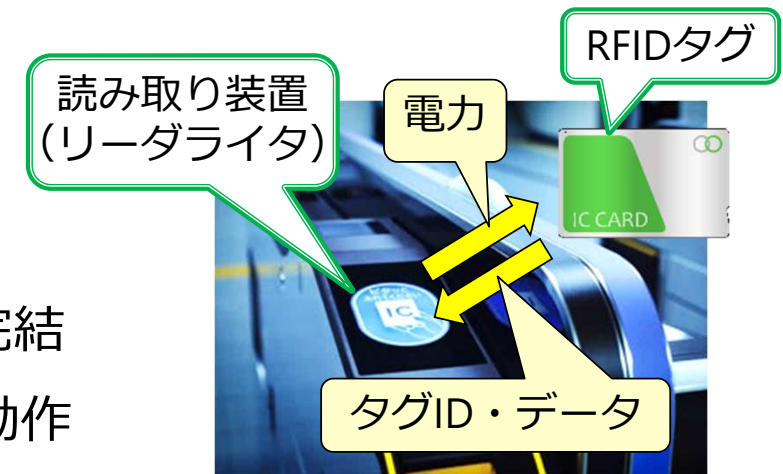 RFIDタグ
読み取り装置
(リーダライタ)
電力
IC CARD
IC
完結
動作
タグID・データ